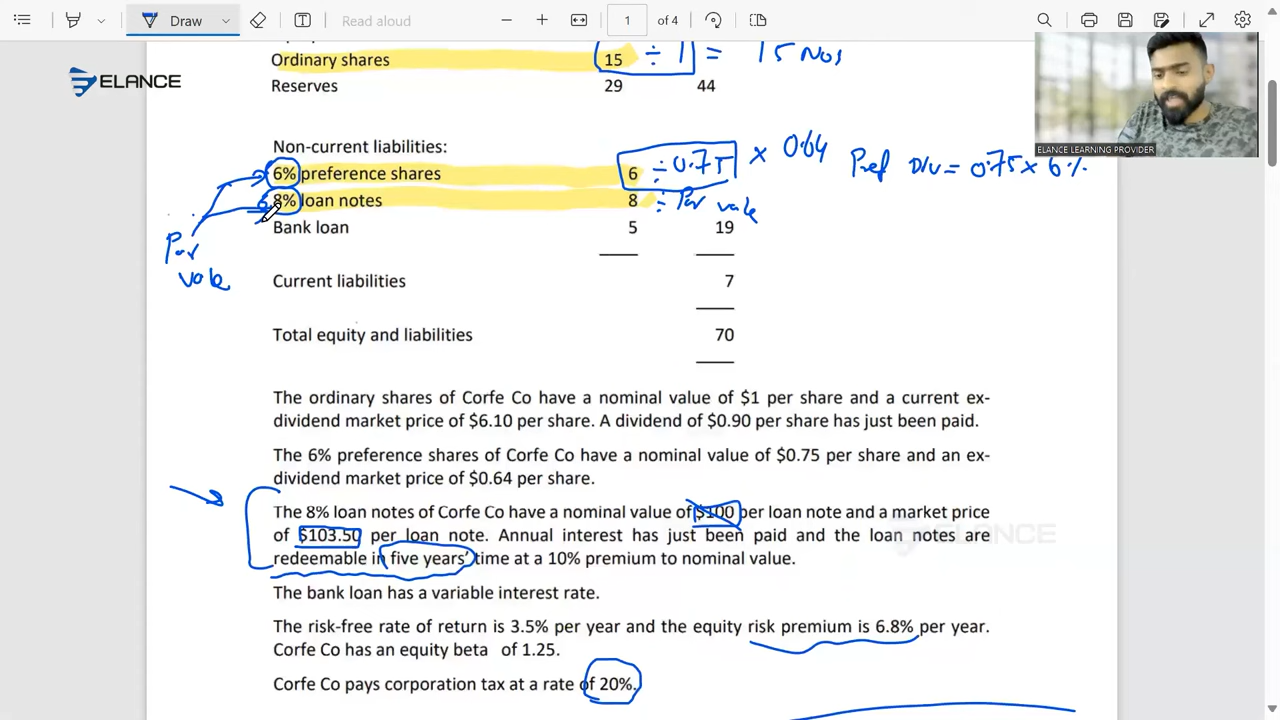 Draw
Read aloud
1 of 4
ELANCE
Ordinary shares 15 ÷ 1 = 15 Nos
Reserves 29 44
ELANCE LEARNING PROVIDER
Non-current liabilities:
6% preference shares 6 ÷ 0.75 × 0.64 Pref Div = 0.75 × 6%
8% loan notes 8 ÷ Par vale
Bank loan 5 19
Par
vale
Current liabilities 7
Total equity and liabilities 70
The ordinary shares of Corfe Co have a nominal value of $1 per share and a current ex-
dividend market price of $6.10 per share. A dividend of $0.90 per share has just been paid.
The 6% preference shares of Corfe Co have a nominal value of $0.75 per share and an ex-
dividend market price of $0.64 per share.
The 8% loan notes of Corfe Co have a nominal value of $100 per loan note and a market price
of $103.50 per loan note. Annual interest has just been paid and the loan notes are
redeemable in five years' time at a 10% premium to nominal value.
ELANCE
The bank loan has a variable interest rate.
The risk-free rate of return is 3.5% per year and the equity risk premium is 6.8% per year.
Corfe Co has an equity beta of 1.25.
Corfe Co pays corporation tax at a rate of 20%.